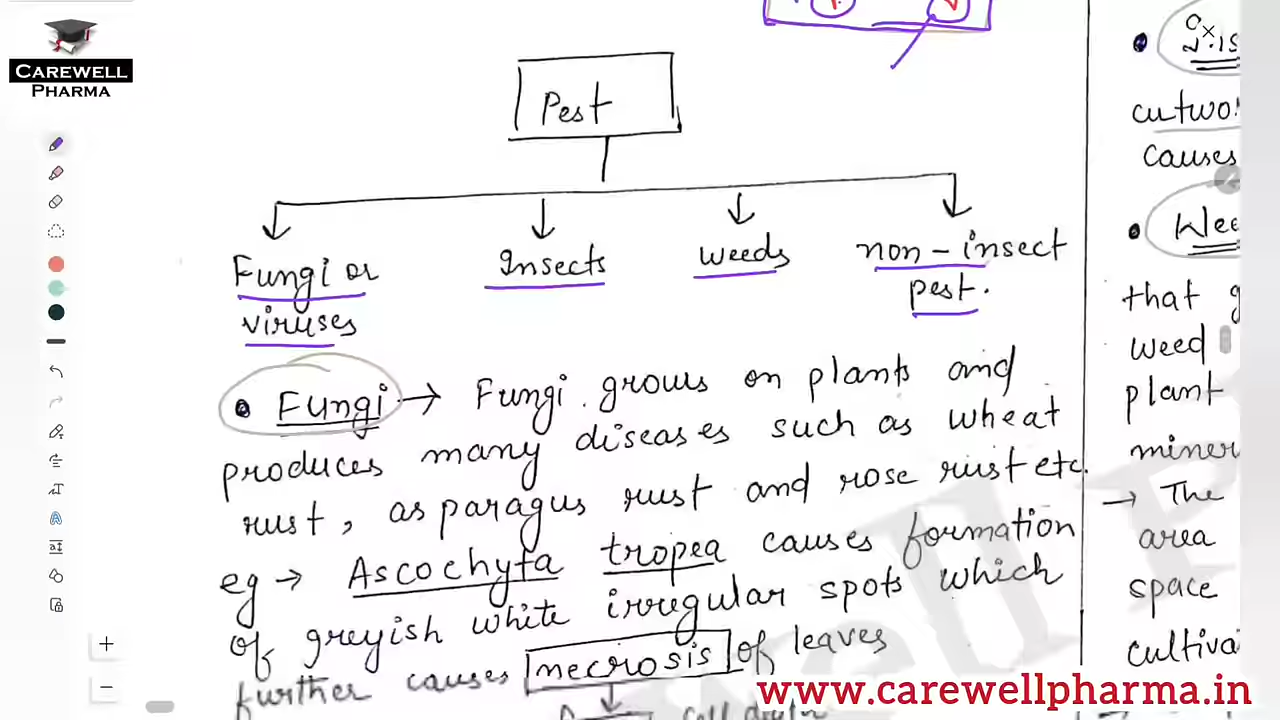 CAREWELL
PHARMA
Pest
Fungi or
viruses
Insects
weeds
non-insect
pest.
• Fungi → Fungi grows on plants and
produces many diseases such as wheat
rust, asparagus rust and rose rust etc.
eg → Ascochyta tropea causes formation
of greyish white irregular spots which
further causes necrosis of leaves
cell
cutwo
causes
Wee
that g
weed
plant
miner
→ The
area
space
cultiva
www.carewellpharma.in